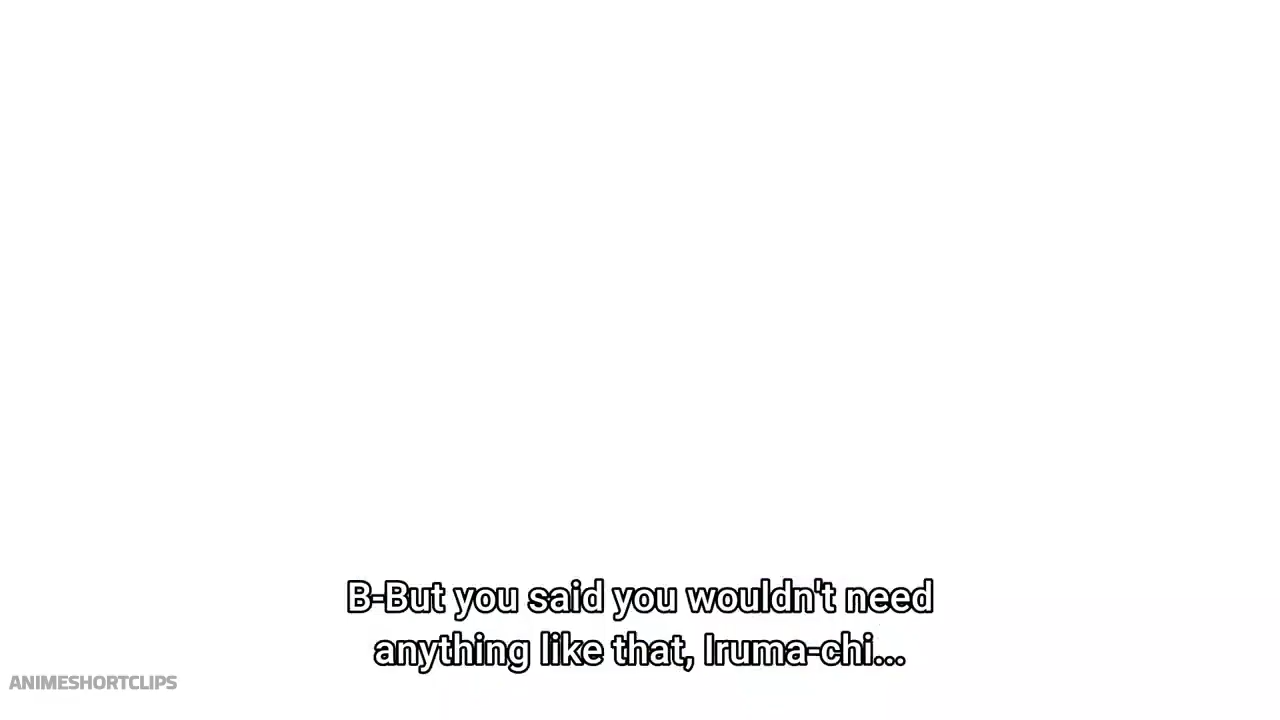 B-But you said you wouldn't need
anything like that, Iruma-chi...
ANIMESHORTCLIPS